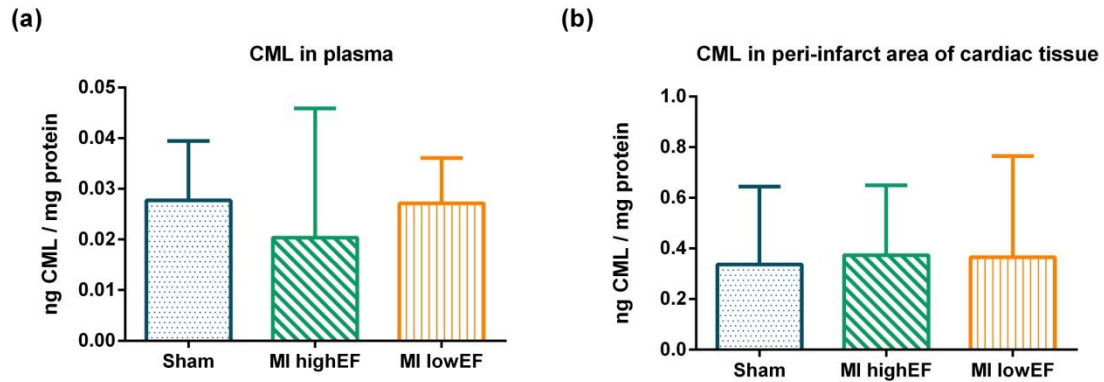 (a)
CML in plasma
ng CML / mg protein
0.05
0.04
0.03
0.02
0.01
0.00
Sham
MI highEF
MI lowEF
(b)
CML in peri-infarct area of cardiac tissue
ng CML / mg protein
1.0
0.8
0.6
0.4
0.2
0.0
Sham
MI highEF
MI lowEF